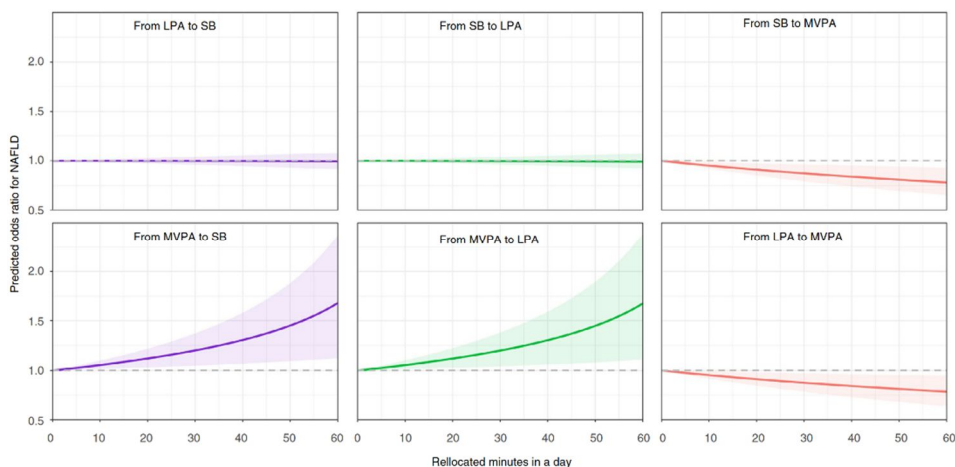 From LPA to SB
From SB to LPA
From SB to MVPA
2.0
1.5
1.0
0.5
Predicted odds ratio for NAFLD
From MVPA to SB
From MVPA to LPA
From LPA to MVPA
2.0
1.5
1.0
0.5
0 10 20 30 40 50 60
0 10 20 30 40 50 60
0 10 20 30 40 50 60
Rellocated minutes in a day